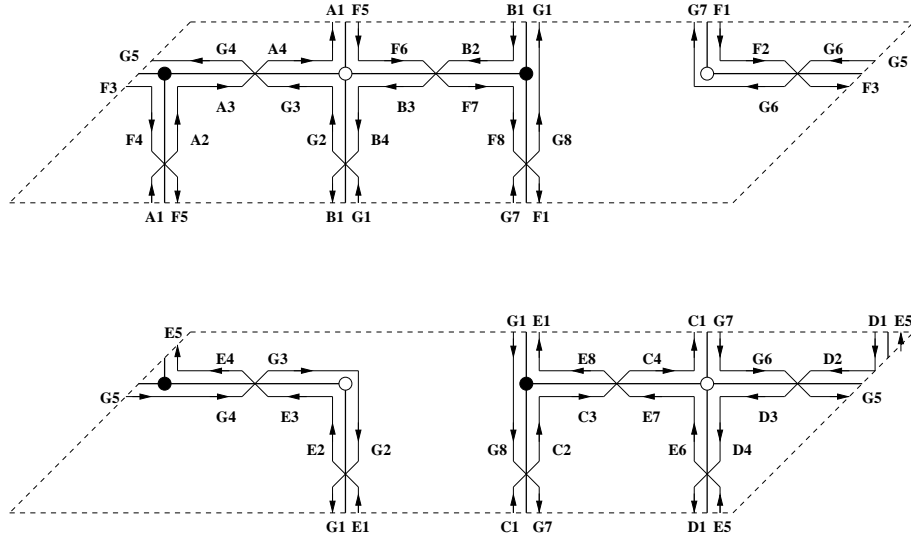 A1 F5 B1 G1 G7 F1
G5 G4 A4 F6 B2 F2 G6 G5
F3 A3 G3 B3 F7 G6 F3
F4 A2 G2 B4 F8 G8
A1 F5 B1 G1 G7 F1
E5 G1 E1 C1 G7 D1 E5
E4 G3 E8 C4 G6 D2
G5 G4 E3 C3 E7 D3 G5
E2 G2 G8 C2 E6 D4
G1 E1 C1 G7 D1 E5